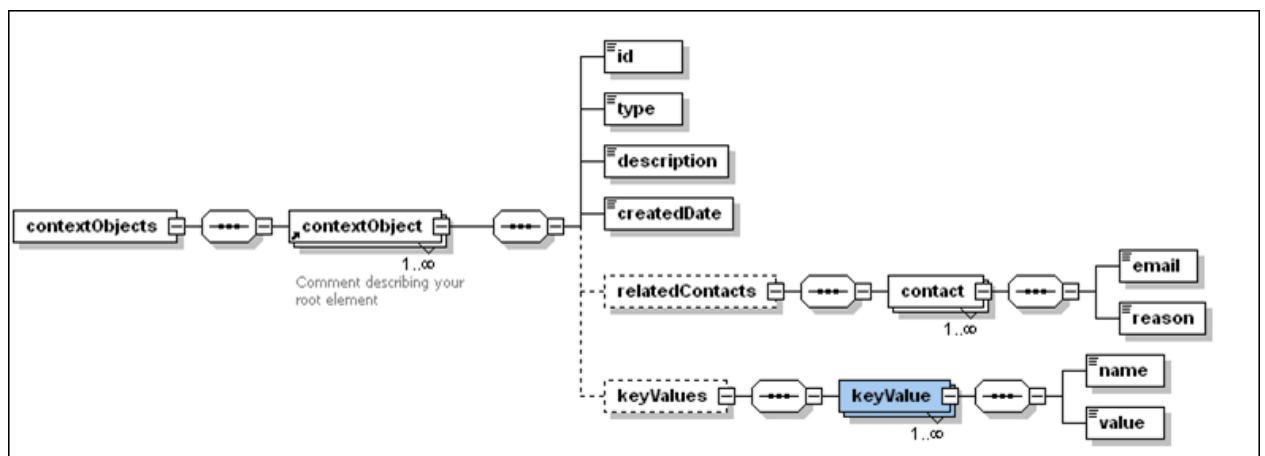 id
type
description
createdDate
contextObjects
contextObject
1..∞
Comment describing your
root element
relatedContacts
contact
1..∞
email
reason
keyValues
keyValue
1..∞
name
value